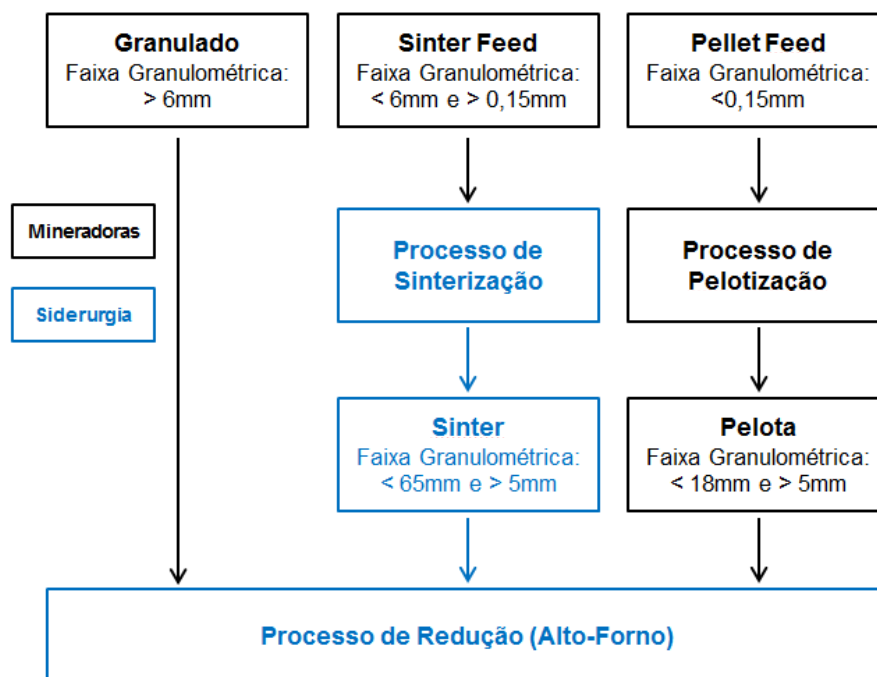 Granulado
Faixa Granulométrica:
> 6mm
Sinter Feed
Faixa Granulométrica:
< 6mm e > 0,15mm
Pellet Feed
Faixa Granulométrica:
<0,15mm
Mineradoras
Siderurgia
Processo de
Sinterização
Processo de
Pelotização
Sinter
Faixa Granulométrica:
< 65mm e > 5mm
Pelota
Faixa Granulométrica:
< 18mm e > 5mm
Processo de Redução (Alto-Forno)